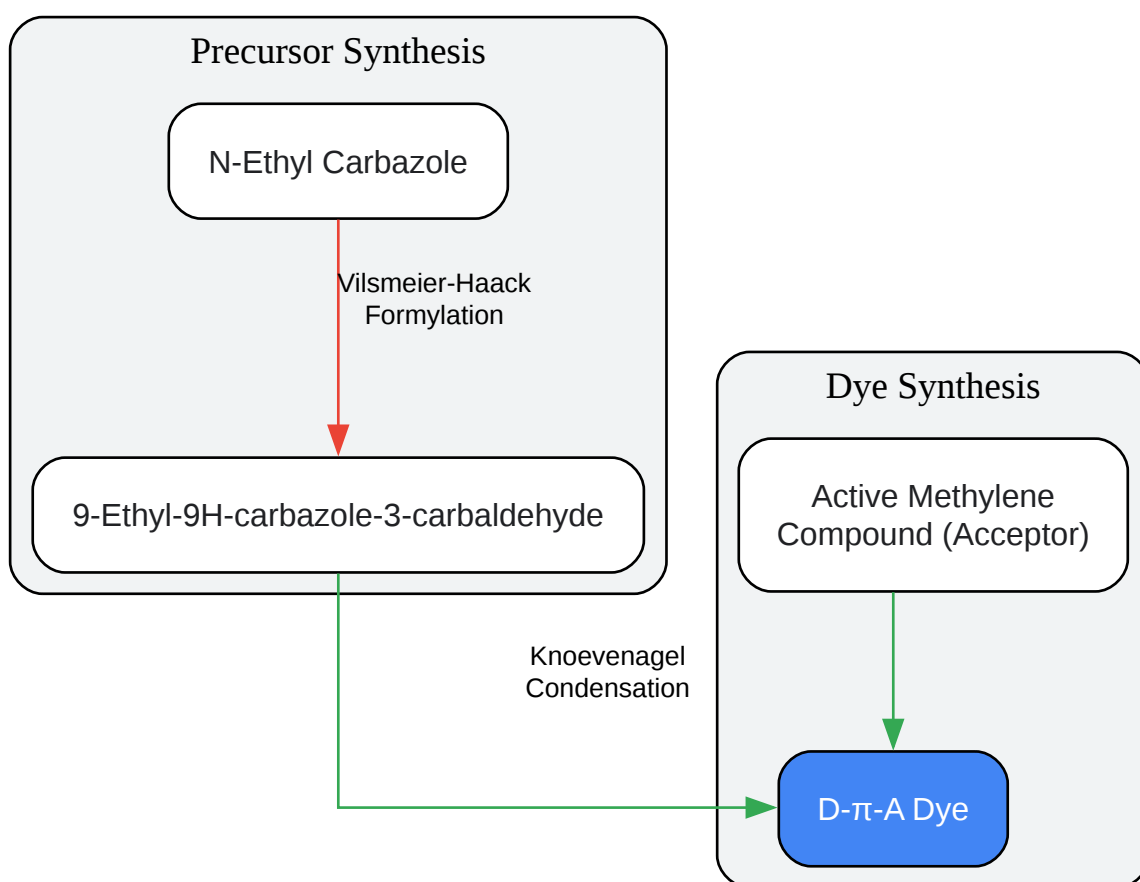 Precursor Synthesis
N-Ethyl Carbazole
Vilsmeier-Haack
Formylation
9-Ethyl-9H-carbazole-3-carbaldehyde
Dye Synthesis
Active Methylene
Compound (Acceptor)
Knoevenagel
Condensation
D-π-A Dye